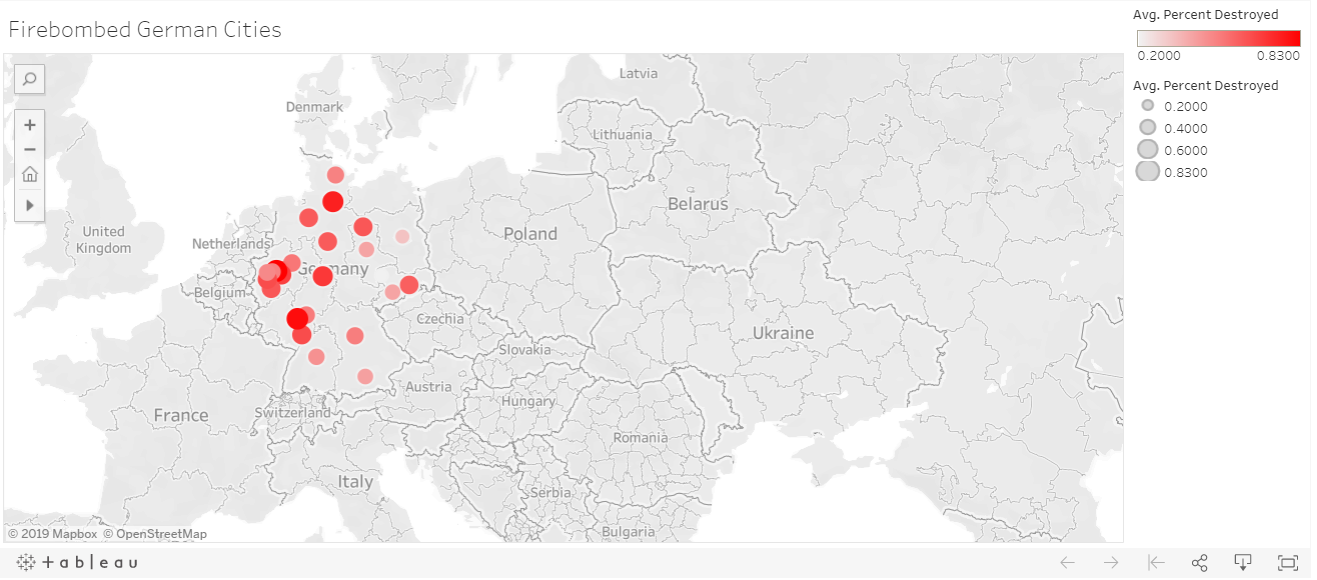 Firebombed German Cities
Avg. Percent Destroyed
0.2000 0.8300
Avg. Percent Destroyed
0.2000
0.4000
0.6000
0.8300
Latvia
Denmark
Lithuania
Belarus
United
Kingdom
Poland
Netherlands
Germany
Belgium
Czechia
Ukraine
Slovakia
Austria
Hungary
France
Switzerland
Romania
Italy
Serbia
Bulgaria
© 2019 Mapbox © OpenStreetMap
+ a b l e a u